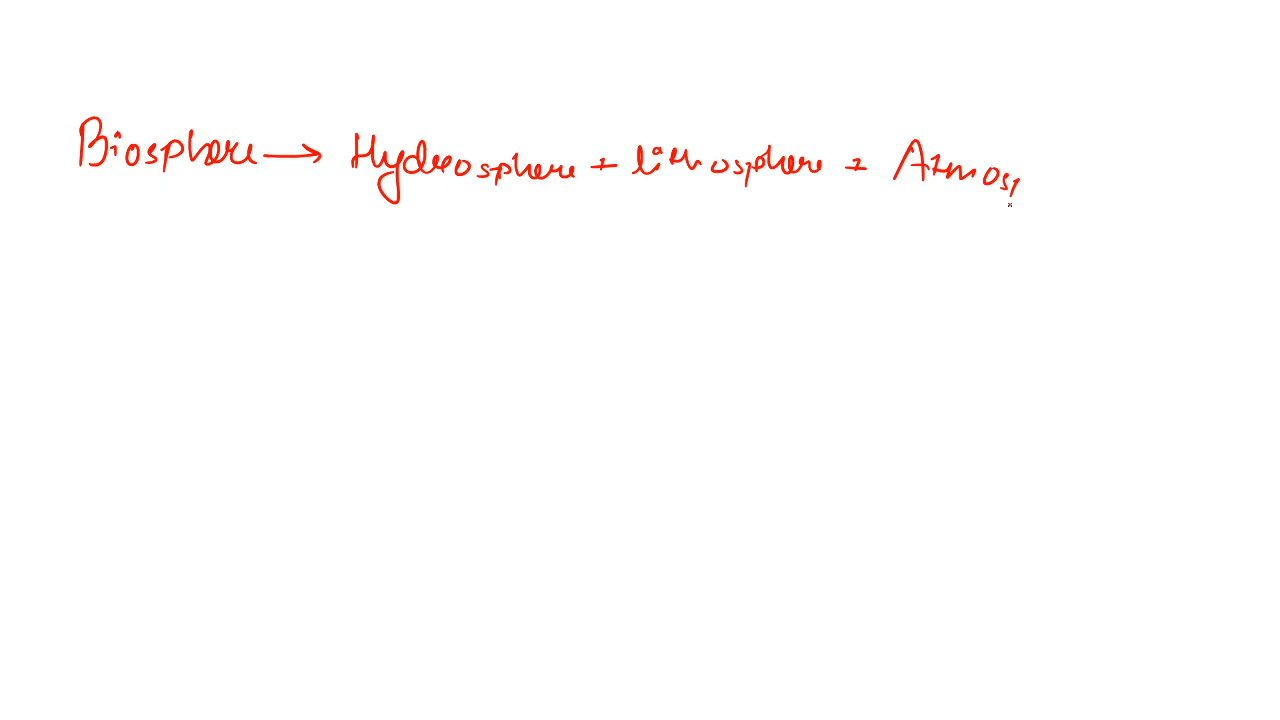 Biosphere → Hydrosphere + lithosphere + Atmos